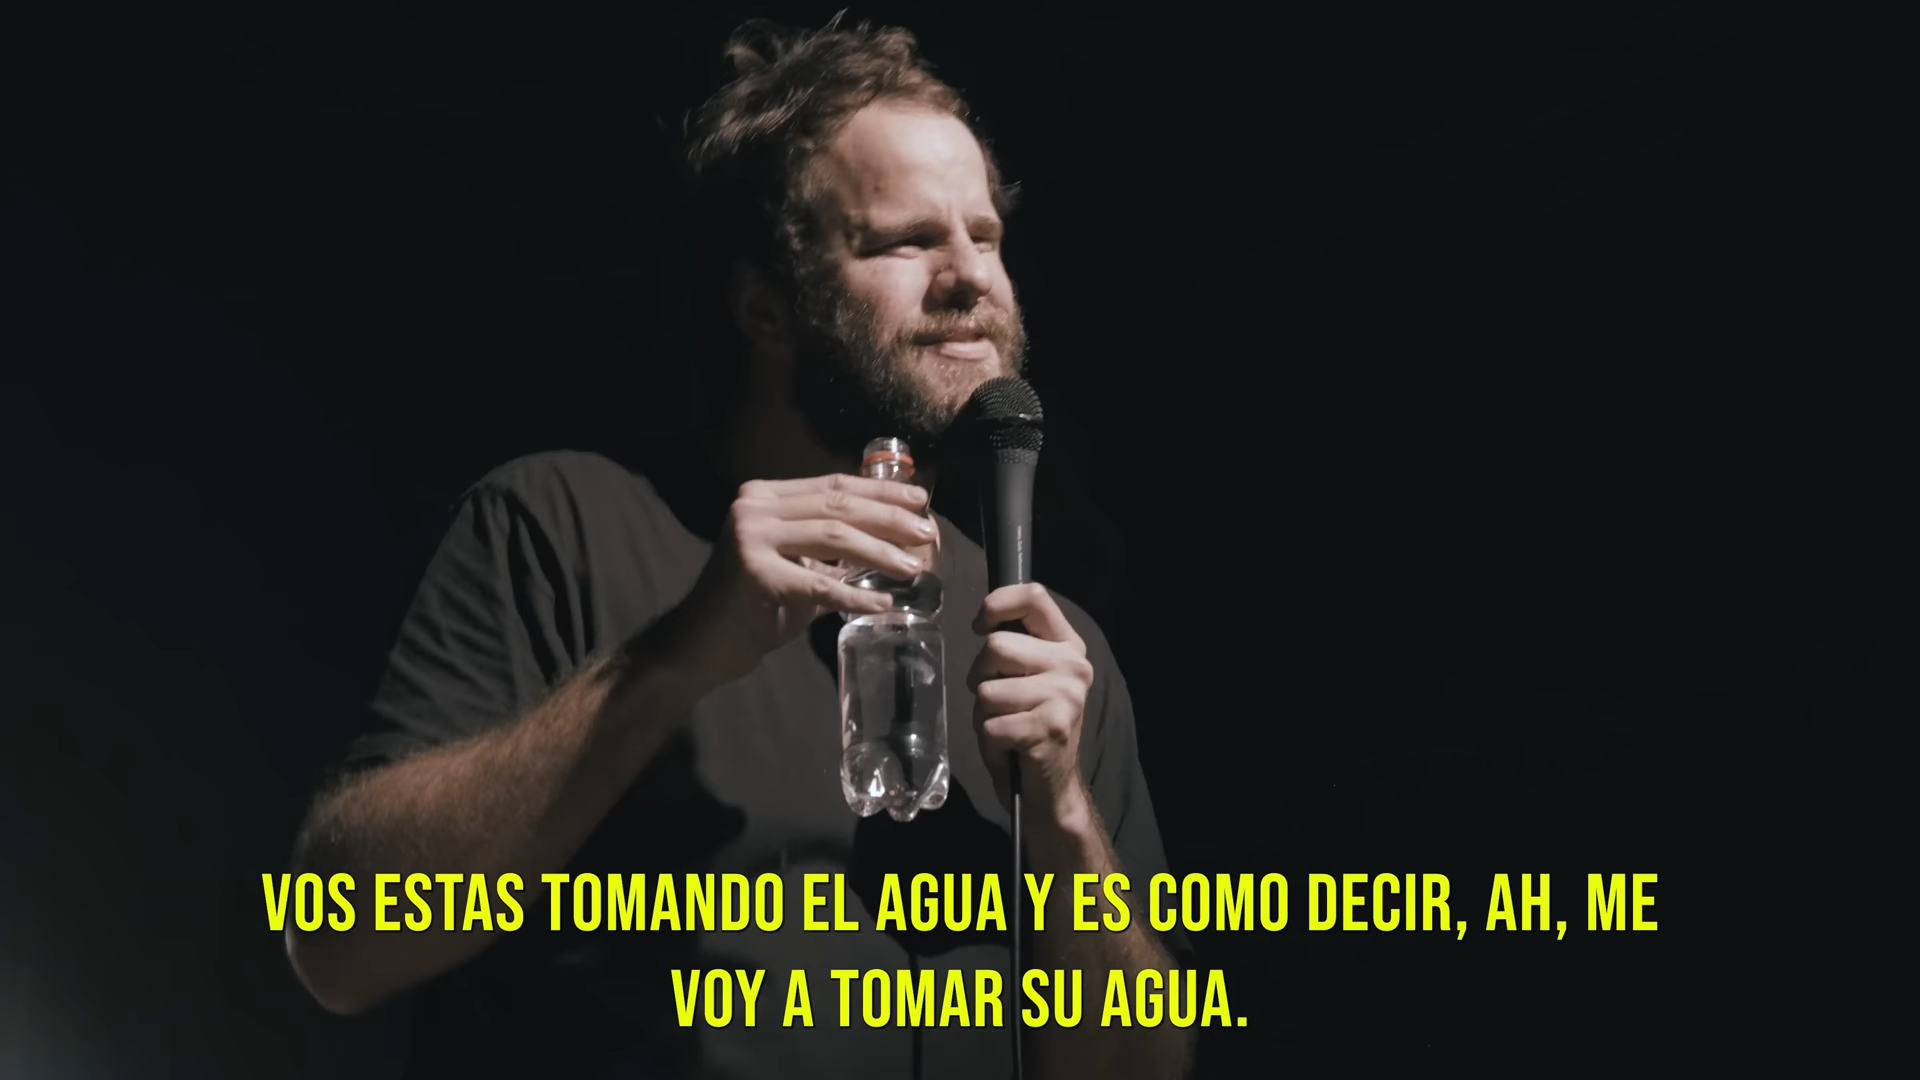 VOS ESTAS TOMANDO EL AGUA Y ES COMO DECIR, AH, ME
VOY A TOMAR SU AGUA.